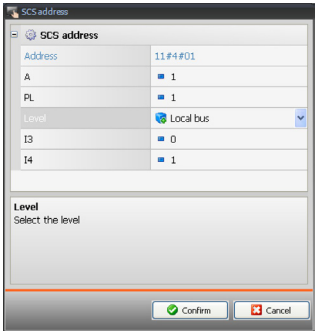 SCS address
SCS address
Address 11#4#01
A 1
PL 1
Level Local bus
I3 0
I4 1
Level
Select the level
Confirm Cancel